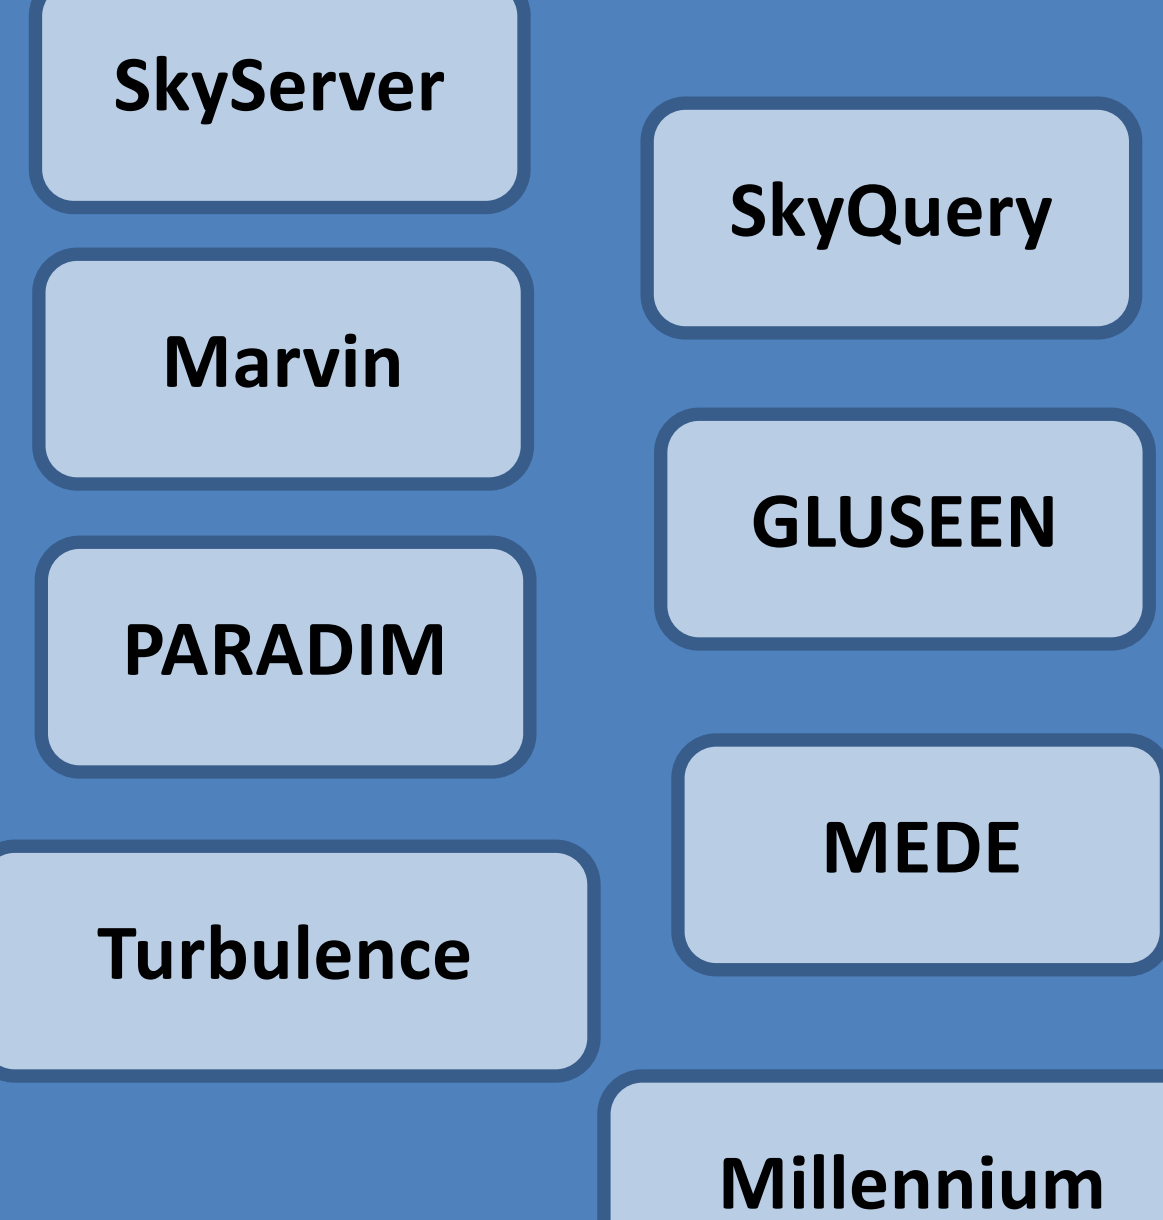 SkyServer
SkyQuery
Marvin
GLUSEEN
PARADIM
MEDE
Turbulence
Millennium